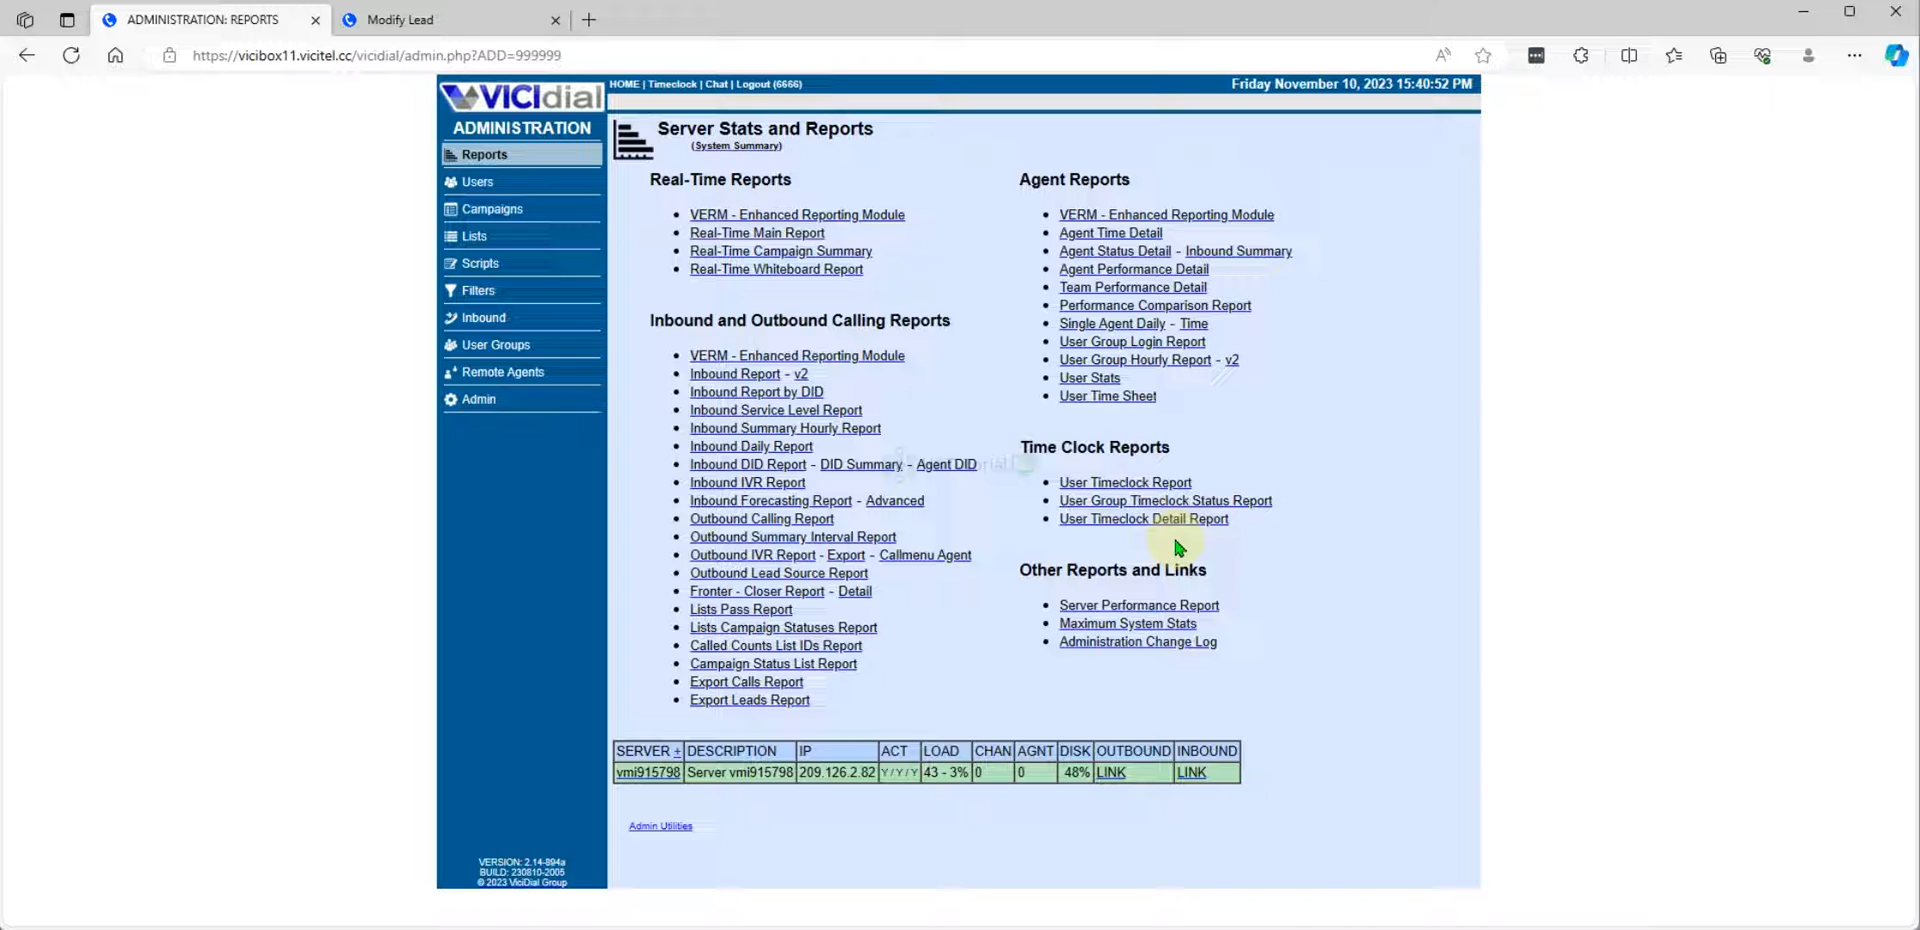 ADMINISTRATION: REPORTS
Modify Lead
https://vicibox11.vicitel.cc/vicidial/admin.php?ADD=999999
VICIdial
HOME | Timeclock | Chat | Logout (6666)
Friday November 10, 2023 15:40:52 PM
ADMINISTRATION
Reports
Users
Campaigns
Lists
Scripts
Filters
Inbound
User Groups
Remote Agents
Admin
VERSION: 2.14-894a
BUILD: 230810-2005
© 2023 ViciDial Group
Server Stats and Reports
(System Summary)
Real-Time Reports
VERM - Enhanced Reporting Module
Real-Time Main Report
Real-Time Campaign Summary
Real-Time Whiteboard Report
Inbound and Outbound Calling Reports
VERM - Enhanced Reporting Module
Inbound Report - v2
Inbound Report by DID
Inbound Service Level Report
Inbound Summary Hourly Report
Inbound Daily Report
Inbound DID Report - DID Summary - Agent DID
Inbound IVR Report
Inbound Forecasting Report - Advanced
Outbound Calling Report
Outbound Summary Interval Report
Outbound IVR Report - Export - Callmenu Agent
Outbound Lead Source Report
Fronter - Closer Report - Detail
Lists Pass Report
Lists Campaign Statuses Report
Called Counts List IDs Report
Campaign Status List Report
Export Calls Report
Export Leads Report
Agent Reports
VERM - Enhanced Reporting Module
Agent Time Detail
Agent Status Detail - Inbound Summary
Agent Performance Detail
Team Performance Detail
Performance Comparison Report
Single Agent Daily - Time
User Group Login Report
User Group Hourly Report - v2
User Stats
User Time Sheet
Time Clock Reports
User Timeclock Report
User Group Timeclock Status Report
User Timeclock Detail Report
Other Reports and Links
Server Performance Report
Maximum System Stats
Administration Change Log
SERVER + DESCRIPTION IP ACT LOAD CHAN AGNT DISK OUTBOUND INBOUND
vmi915798 Server vmi915798 209.126.2.82 Y / Y / Y 43 - 3% 0 0 48% LINK LINK
Admin Utilities